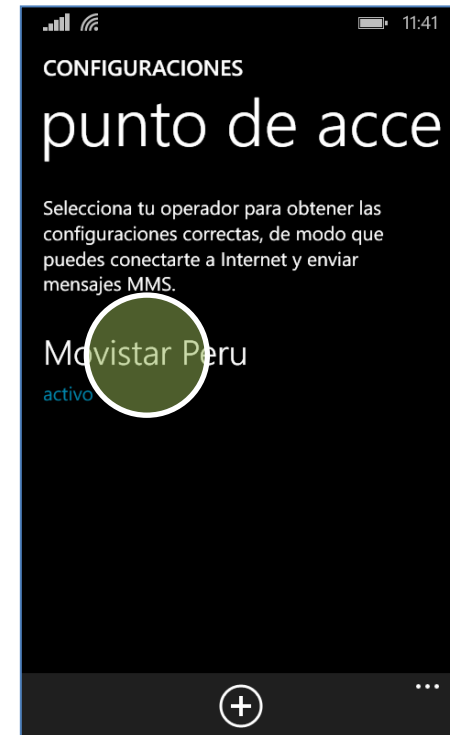 11:41
CONFIGURACIONES
punto de acce
Selecciona tu operador para obtener las
configuraciones correctas, de modo que
puedes conectarte a Internet y enviar
mensajes MMS.
Movistar Peru
activo